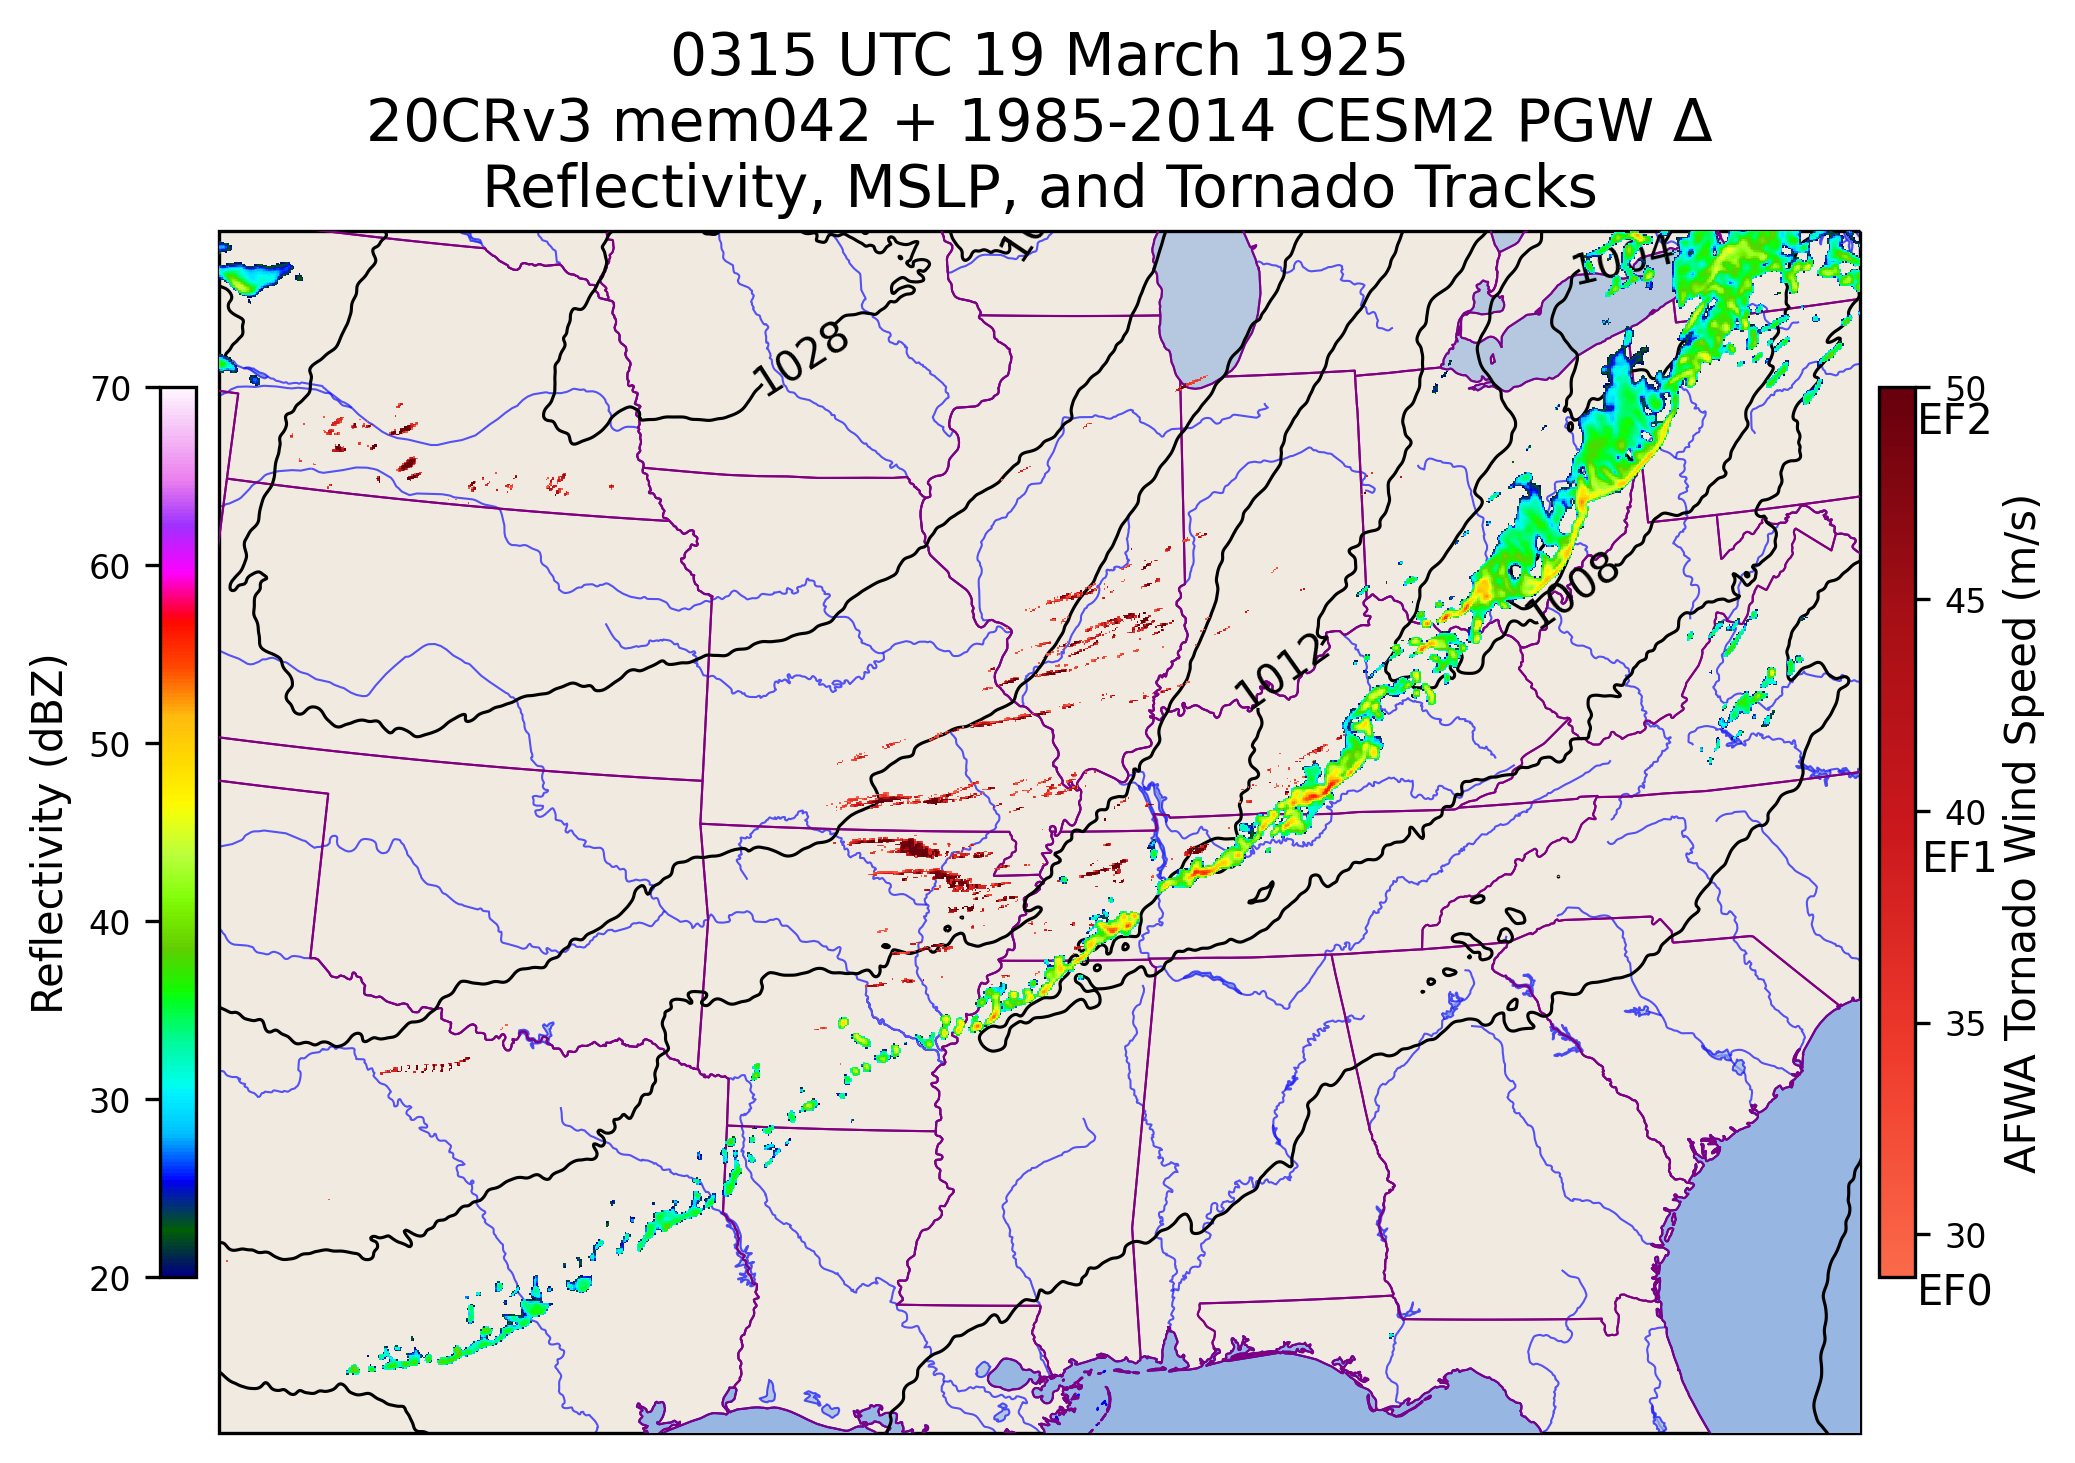 0315 UTC 19 March 1925
20CRv3 mem042 + 1985-2014 CESM2 PGW Δ
Reflectivity, MSLP, and Tornado Tracks
1004
1028
1008
1012
70
60
50
40
30
20
Reflectivity (dBZ)
50
EF2
45
40
EF1
35
30
EF0
AFWA Tornado Wind Speed (m/s)